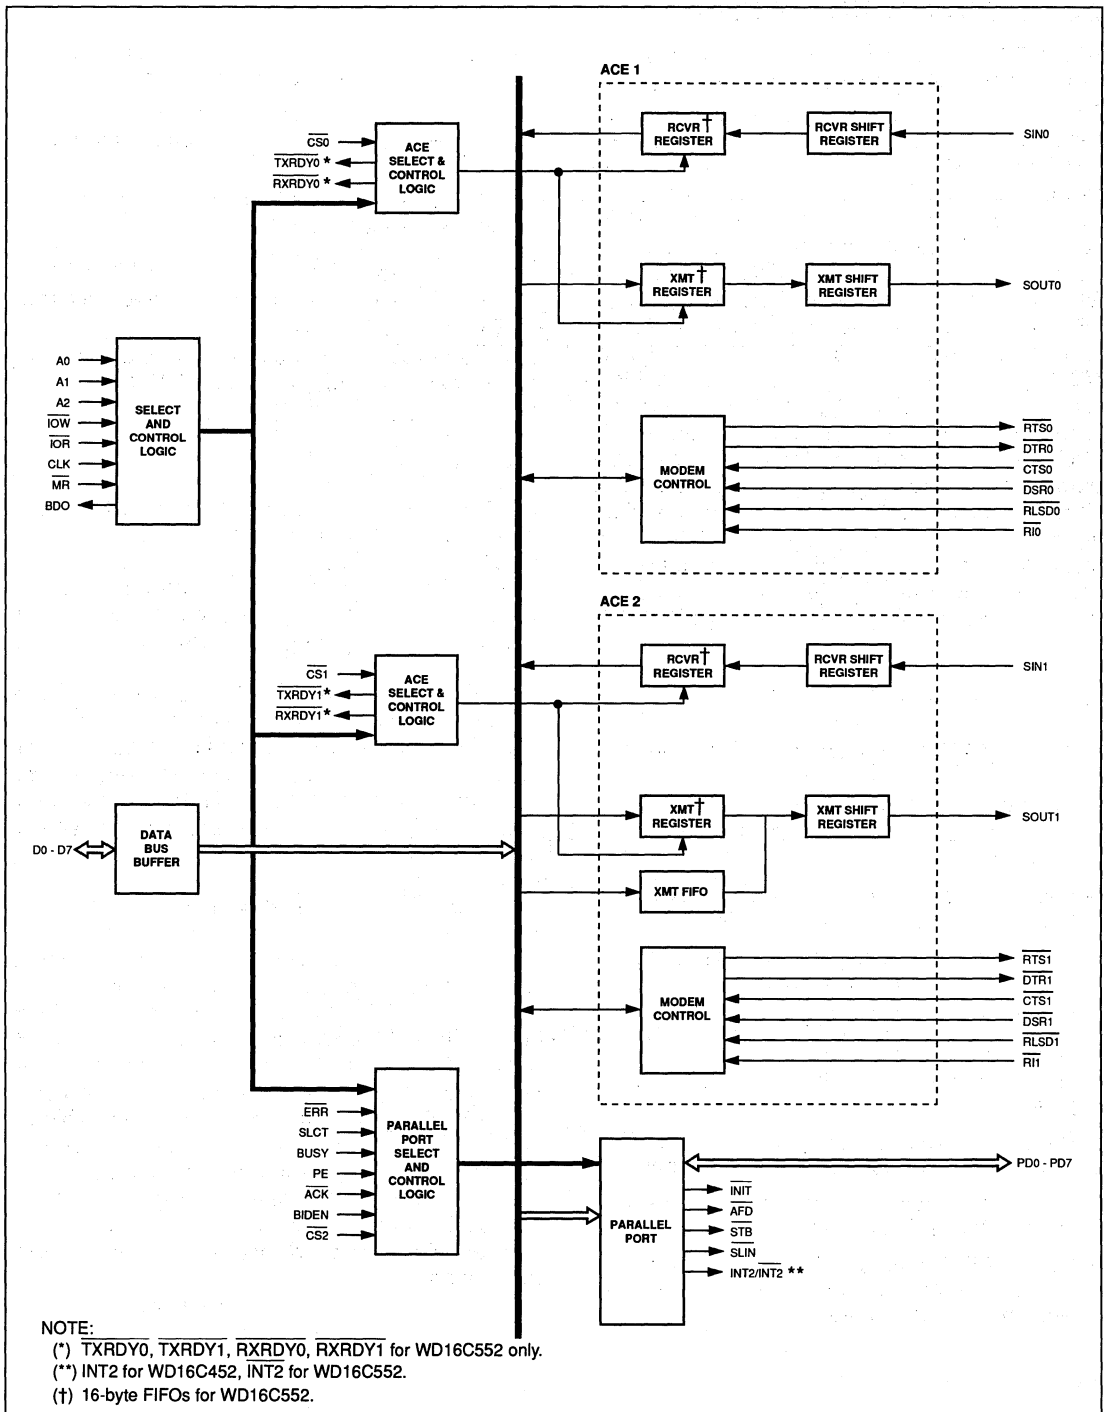 ACE 1
CS̅0̅
TXRDY0 *
RXRDY0 *
ACE
SELECT &
CONTROL
LOGIC
RCVR †
REGISTER
RCVR SHIFT
REGISTER
SIN0
XMT †
REGISTER
XMT SHIFT
REGISTER
SOUT0
A0
A1
A2
IOW
IOR
CLK
MR
BDO
SELECT
AND
CONTROL
LOGIC
MODEM
CONTROL
RTS0
DTR0
CTS0
DSR0
RLSD0
RI0
ACE 2
CS1
TXRDY1 *
RXRDY1 *
ACE
SELECT &
CONTROL
LOGIC
RCVR †
REGISTER
RCVR SHIFT
REGISTER
SIN1
D0 - D7
DATA
BUS
BUFFER
XMT †
REGISTER
XMT SHIFT
REGISTER
SOUT1
XMT FIFO
MODEM
CONTROL
RTS1
DTR1
CTS1
DSR1
RLSD1
RI1
ERR
SLCT
BUSY
PE
ACK
BIDEN
CS2
PARALLEL
PORT
SELECT
AND
CONTROL
LOGIC
PARALLEL
PORT
PD0 - PD7
INIT
AFD
STB
SLIN
INT2/INT2 **
NOTE:
(*) TXRDY0, TXRDY1, RXRDY0, RXRDY1 for WD16C552 only.
(**) INT2 for WD16C452, INT2 for WD16C552.
(†) 16-byte FIFOs for WD16C552.